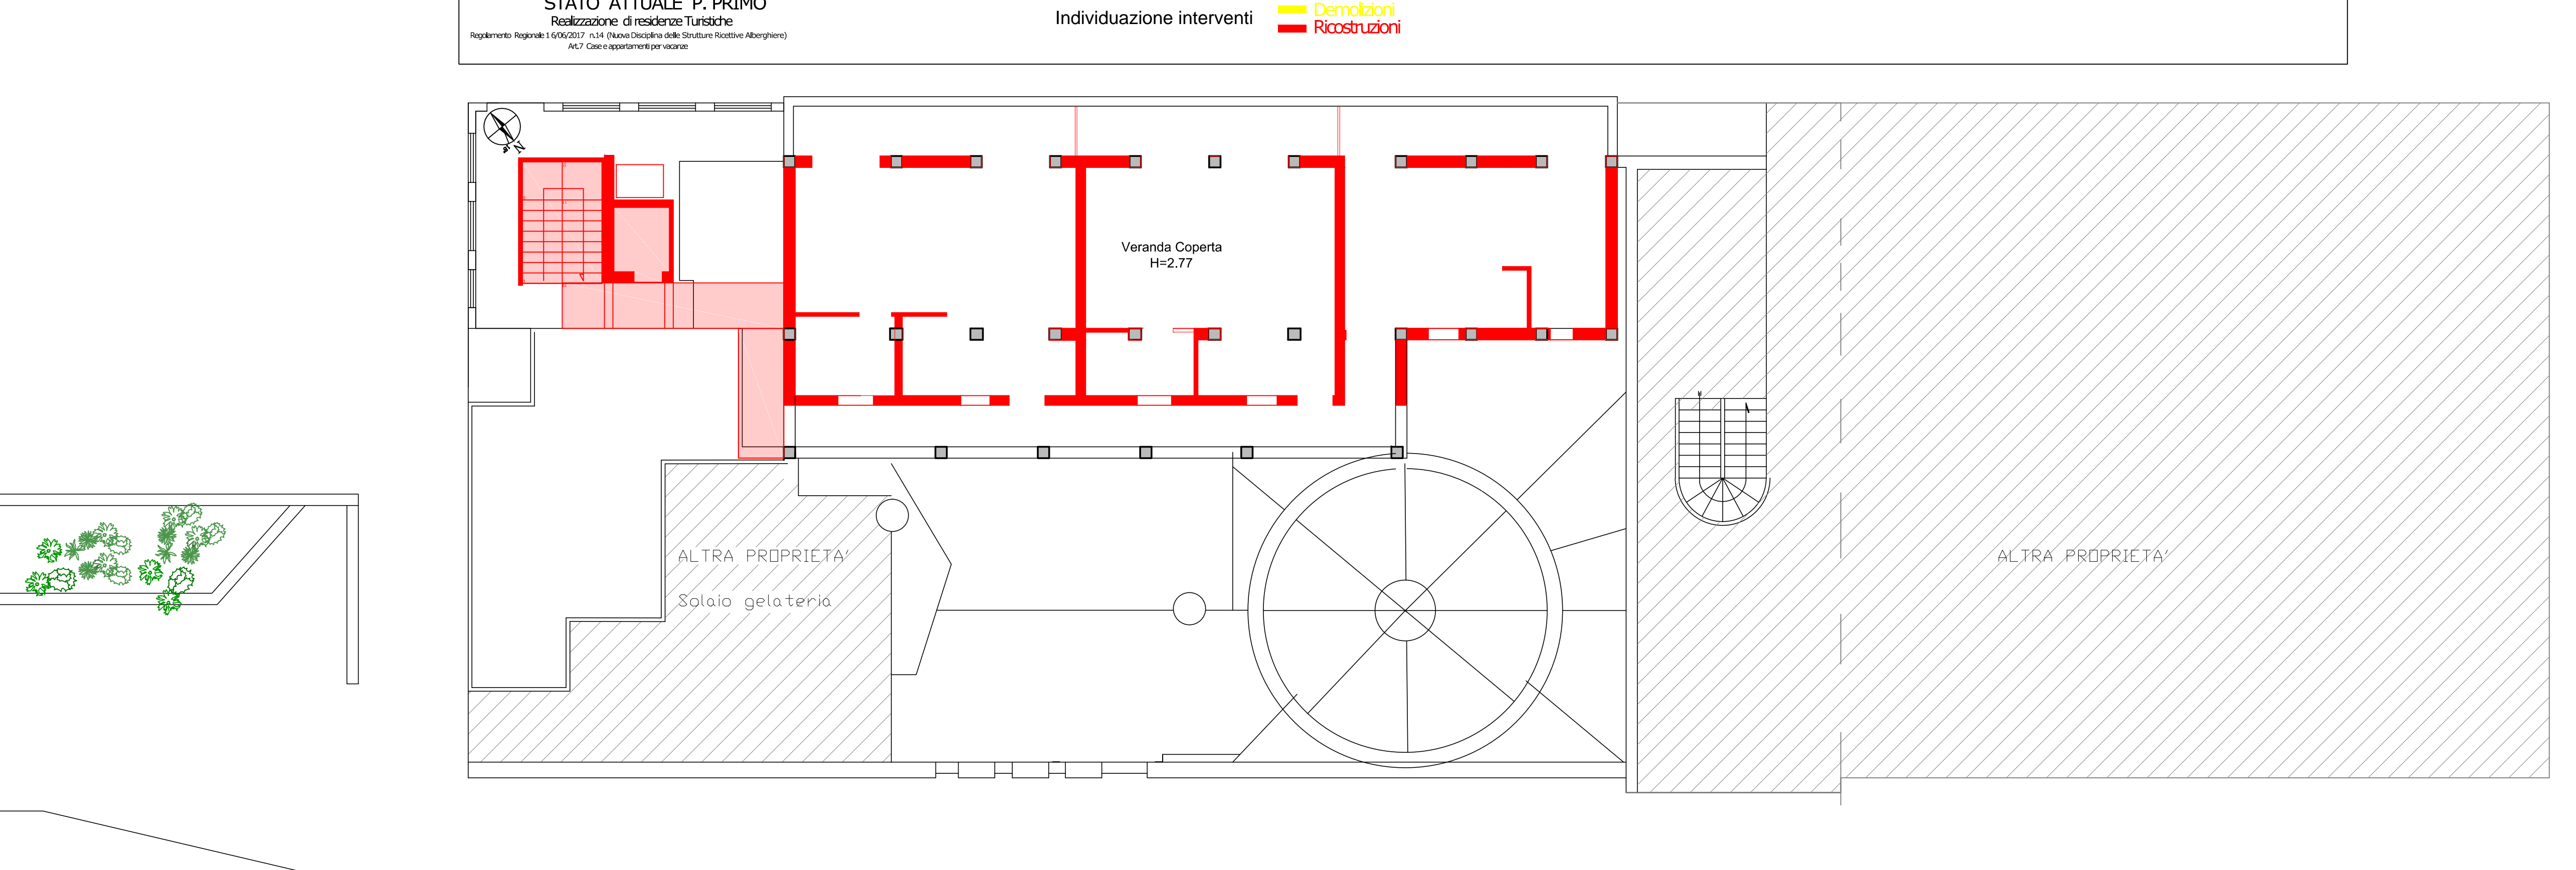 STATO ATTUALE P. PRIMO
Realizzazione di residenze Turistiche
Regolamento Regionale 1 6/06/2017 n.14 (Nuova Disciplina delle Strutture Ricettive Alberghiere)
Art.7 Case e appartamenti per vacanze
Individuazione interventi
Demolizioni
Ricostruzioni
N
Veranda Coperta
H=2.77
ALTRA PROPRIETA'
Solaio gelateria
ALTRA PROPRIETA'